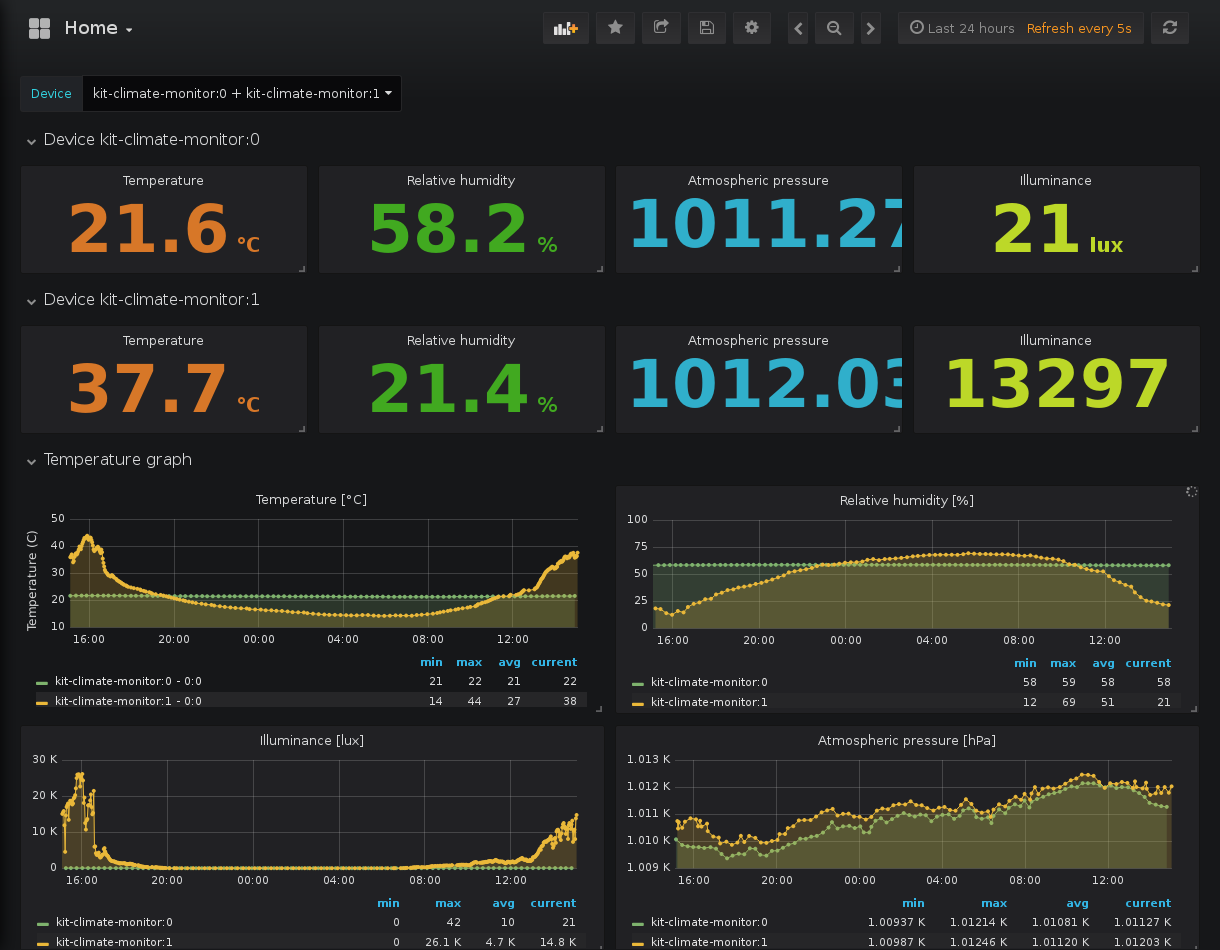 Home
Last 24 hours Refresh every 5s
Device kit-climate-monitor:0 + kit-climate-monitor:1
Device kit-climate-monitor:0
Temperature Relative humidity Atmospheric pressure Illuminance
21.6 °C 58.2 % 1011.27 21 lux
Device kit-climate-monitor:1
Temperature Relative humidity Atmospheric pressure Illuminance
37.7 °C 21.4 % 1012.03 13297
Temperature graph
Temperature [°C]
Temperature (C)
50
40
30
20
10
16:00 20:00 00:00 04:00 08:00 12:00
min max avg current
kit-climate-monitor:0 - 0:0 21 22 21 22
kit-climate-monitor:1 - 0:0 14 44 27 38
Relative humidity [%]
100
75
50
25
0
16:00 20:00 00:00 04:00 08:00 12:00
min max avg current
kit-climate-monitor:0 58 59 58 58
kit-climate-monitor:1 12 69 51 21
Illuminance [lux]
30 K
20 K
10 K
0
16:00 20:00 00:00 04:00 08:00 12:00
min max avg current
kit-climate-monitor:0 0 42 10 21
kit-climate-monitor:1 0 26.1 K 4.7 K 14.8 K
Atmospheric pressure [hPa]
1.013 K
1.012 K
1.011 K
1.010 K
1.009 K
16:00 20:00 00:00 04:00 08:00 12:00
min max avg current
kit-climate-monitor:0 1.00937 K 1.01214 K 1.01081 K 1.01127 K
kit-climate-monitor:1 1.00987 K 1.01246 K 1.01120 K 1.01203 K